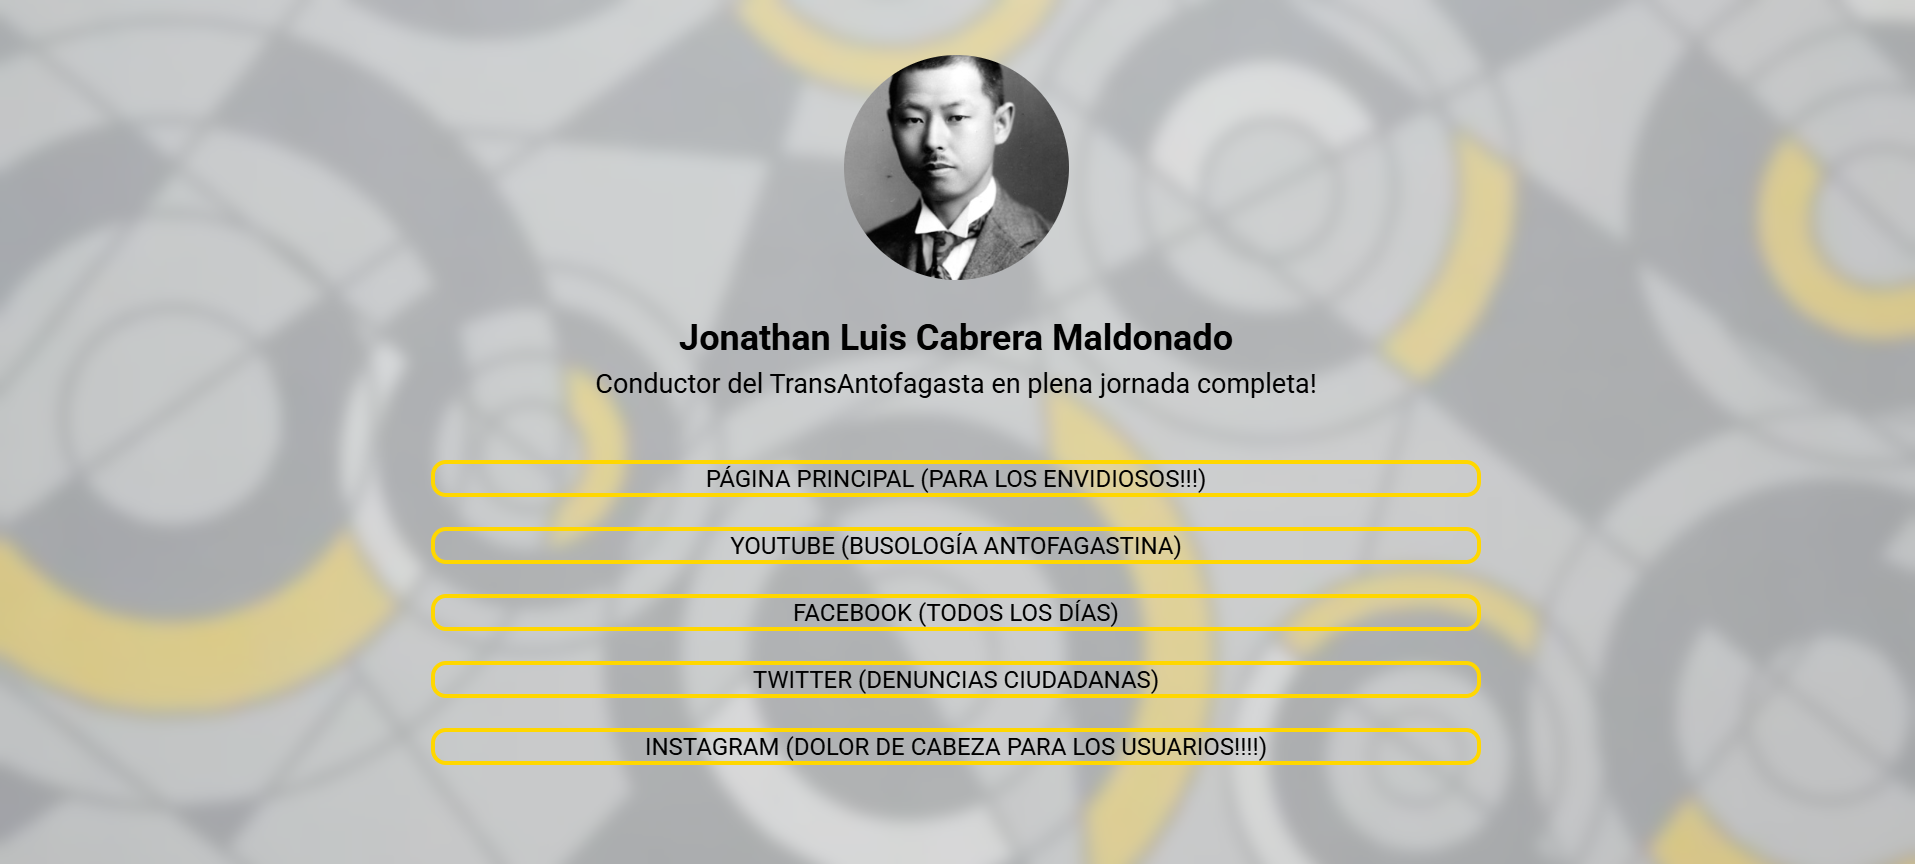 Jonathan Luis Cabrera Maldonado
Conductor del TransAntofagasta en plena jornada completa!
PÁGINA PRINCIPAL (PARA LOS ENVIDIOSOS!!!)
YOUTUBE (BUSOLOGÍA ANTOFAGASTINA)
FACEBOOK (TODOS LOS DÍAS)
TWITTER (DENUNCIAS CIUDADANAS)
INSTAGRAM (DOLOR DE CABEZA PARA LOS USUARIOS!!!!)